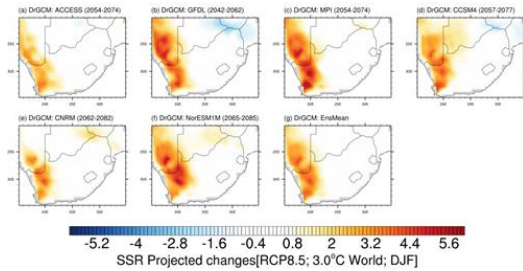 (a) DrGCM: ACCESS (2054-2074)
(b) DrGCM: GFDL (2042-2062)
(c) DrGCM: MPI (2054-2074)
(d) DrGCM: CCSM4 (2057-2077)
(e) DrGCM: CNRM (2062-2082)
(f) DrGCM: NorESM1M (2065-2085)
(g) DrGCM: EnsMean
-5.2 -4 -2.8 -1.6 -0.4 0.8 2 3.2 4.4 5.6
SSR Projected changes[RCP8.5; 3.0°C World; DJF]